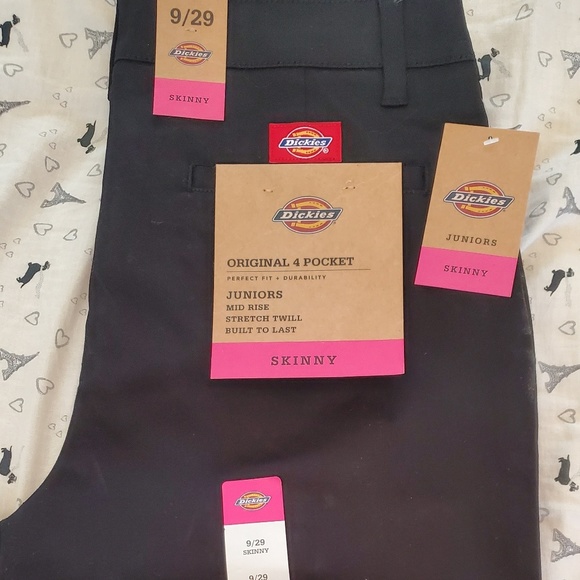 9/29
Dickies
SKINNY
Dickies
Dickies
ORIGINAL 4 POCKET
PERFECT FIT + DURABILITY
JUNIORS
MID RISE
STRETCH TWILL
BUILT TO LAST
SKINNY
Dickies
JUNIORS
SKINNY
Dickies
9/29
SKINNY
9/29